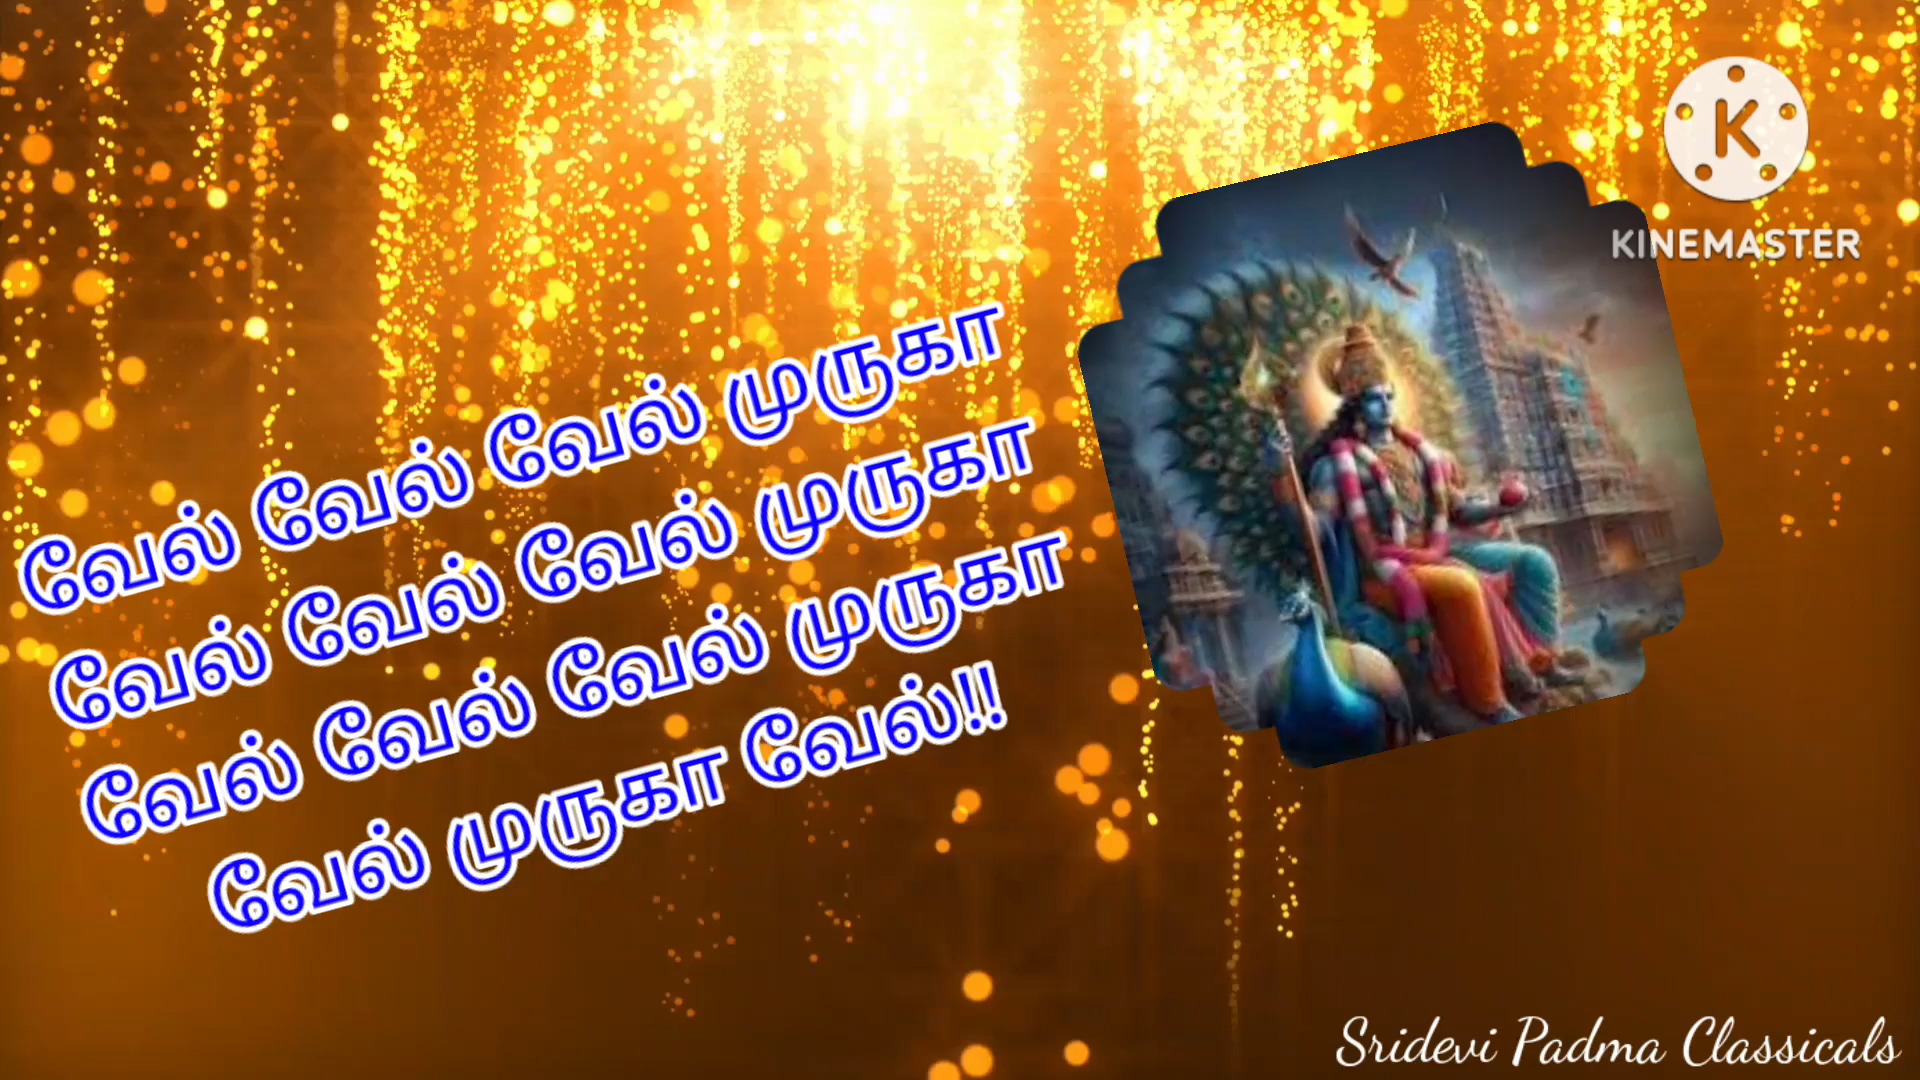 வேல் வேல் வேல் முருகா
வேல் வேல் வேல் முருகா
வேல் வேல் வேல் முருகா
வேல் முருகா வேல்!!
K
KINEMASTER
Sridevi Padma Classicals